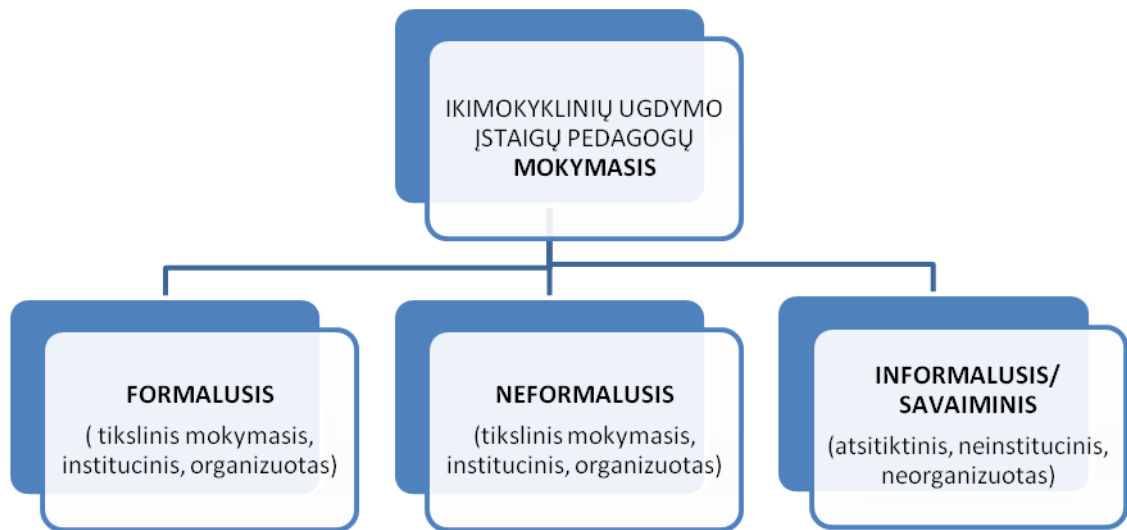 IKIMOKYKLINIŲ UGDYMO
ĮSTAIGŲ PEDAGOGŲ
MOKYMASIS
FORMALUSIS
( tikslinis mokymasis,
institucinis, organizuotas)
NEFORMALUSIS
(tikslinis mokymasis,
institucinis, organizuotas)
INFORMALUSIS/
SAVAIMINIS
(atsitiktinis, neinstitucinis,
neorganizuotas)